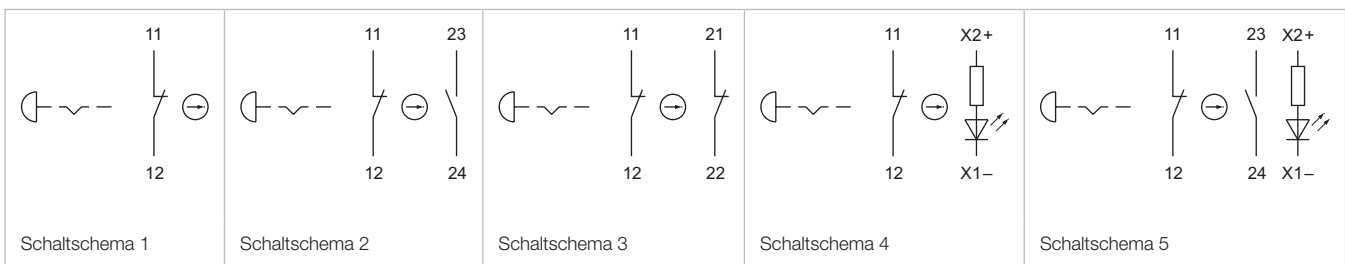 11 11 23 11 21 11 X2+ 11 23 X2+
12 12 24 12 22 12 X1– 12 24 X1–
Schaltschema 1 Schaltschema 2 Schaltschema 3 Schaltschema 4 Schaltschema 5